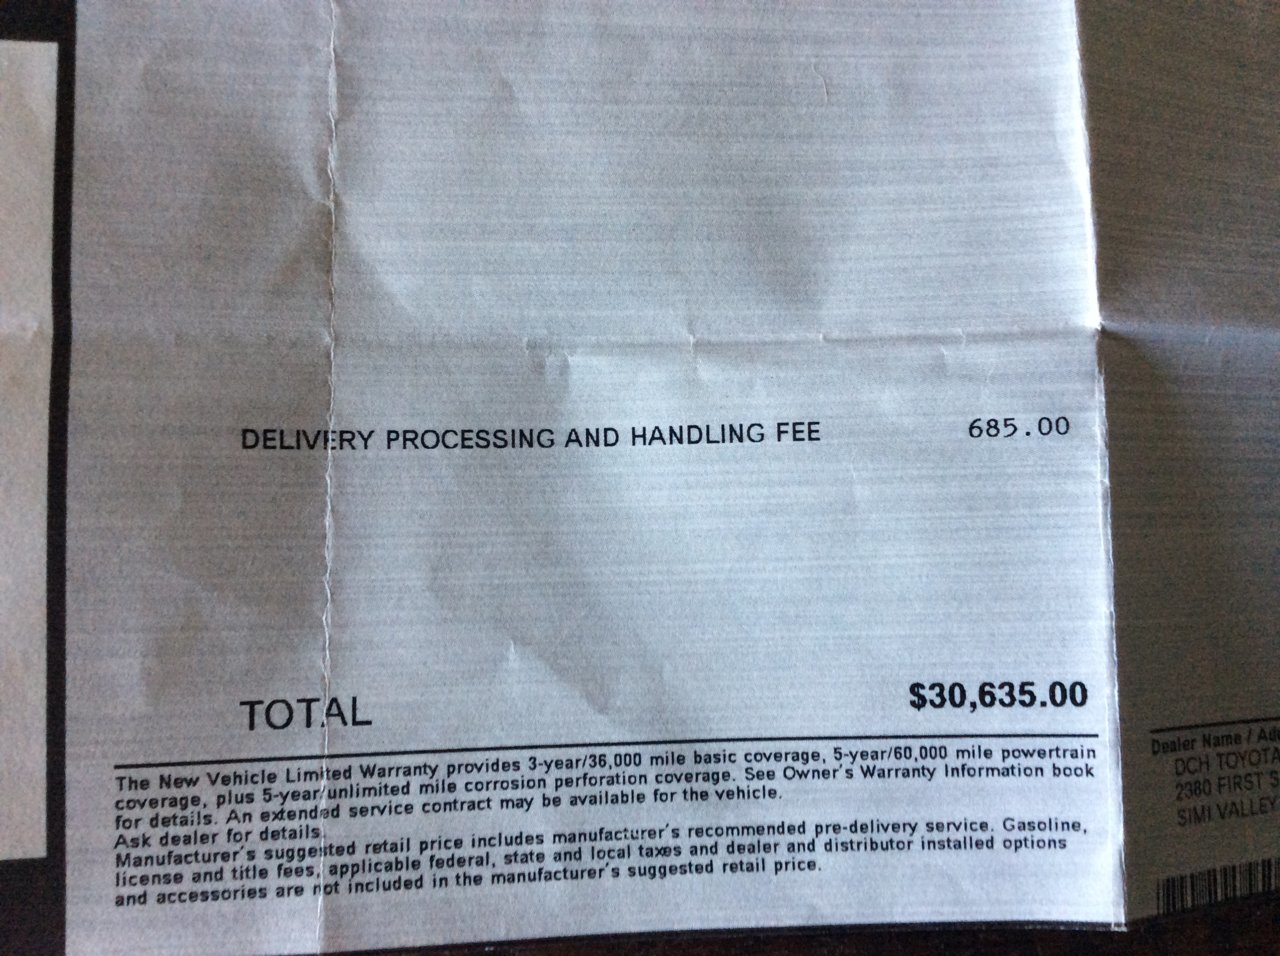 DELIVERY PROCESSING AND HANDLING FEE 685.00
TOTAL $30,635.00
The New Vehicle Limited Warranty provides 3-year/36,000 mile basic coverage, 5-year/60,000 mile powertrain
coverage, plus 5-year/unlimited mile corrosion perforation coverage. See Owner's Warranty Information book
for details. An extended service contract may be available for the vehicle.
Ask dealer for details.
Manufacturer's suggested retail price includes manufacturer's recommended pre-delivery service. Gasoline,
license and title fees, applicable federal, state and local taxes and dealer and distributor installed options
and accessories are not included in the manufacturer's suggested retail price.
Dealer Name / Ad
DCH TOYOTA
2380 FIRST S
SIMI VALLEY